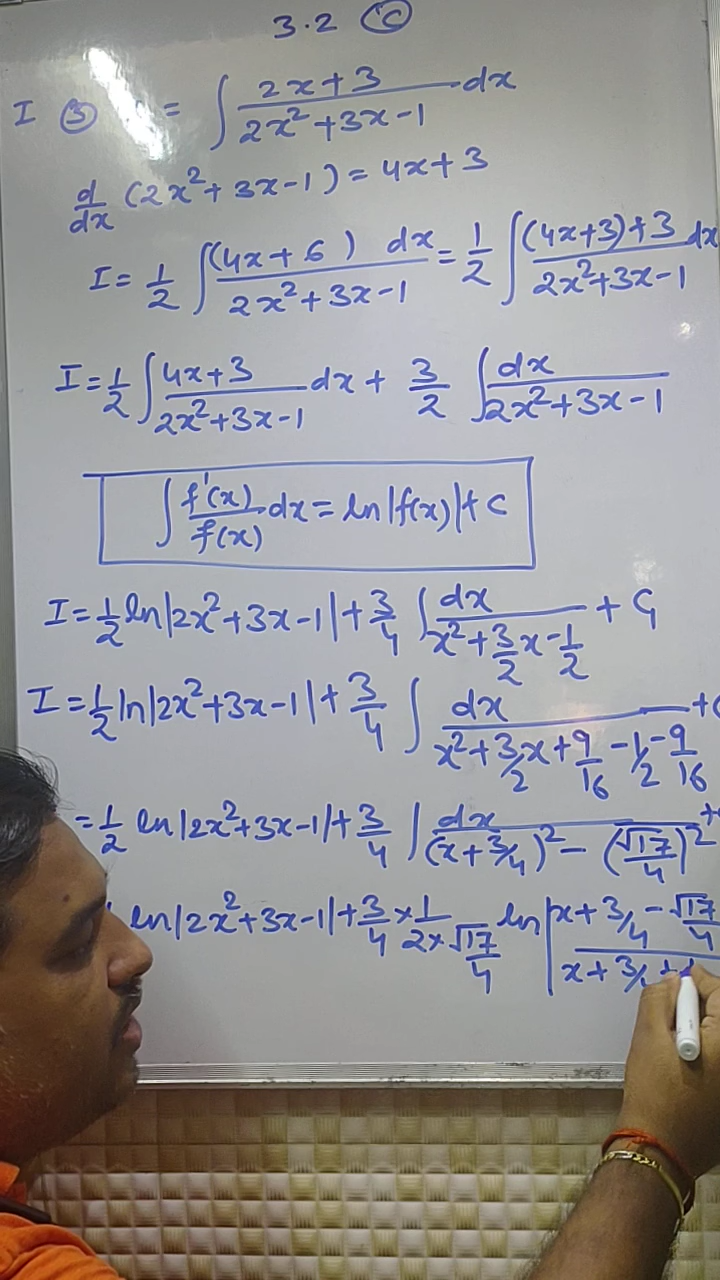 3.2 (C)
I (3) = ∫ (2x+3)/(2x²+3x-1) dx
d/dx (2x²+3x-1) = 4x+3
I = 1/2 ∫ ((4x+6) dx)/(2x²+3x-1) = 1/2 ∫ ((4x+3)+3)/(2x²+3x-1) dx
I = 1/2 ∫ (4x+3)/(2x²+3x-1) dx + 3/2 ∫ dx/(2x²+3x-1)
∫ f'(x)/f(x) dx = ln|f(x)|+c
I = 1/2 ln|2x²+3x-1| + 3/4 ∫ dx/(x²+3/2x-1/2) + C₁
I = 1/2 ln|2x²+3x-1| + 3/4 ∫ dx/(x²+3/2x+9/16-1/2-9/16) +
= 1/2 ln|2x²+3x-1| + 3/4 ∫ dx/((x+3/4)²-(√17/4)²) +
ln|2x²+3x-1| + 3/4 × 1/(2×√17/4) ln |(x+3/4-√17/4)/(x+3/